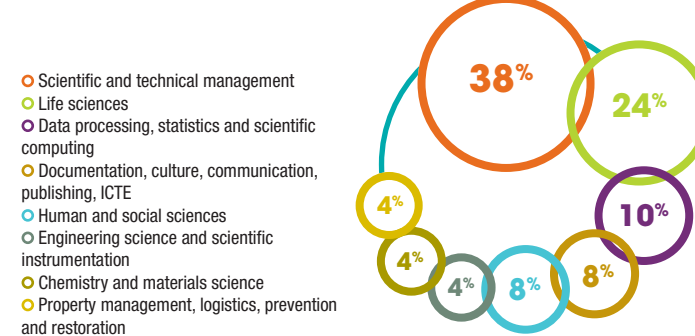 Scientific and technical management
Life sciences
Data processing, statistics and scientific
computing
Documentation, culture, communication,
publishing, ICTE
Human and social sciences
Engineering science and scientific
instrumentation
Chemistry and materials science
Property management, logistics, prevention
and restoration
38%
24%
10%
8%
8%
4%
4%
4%